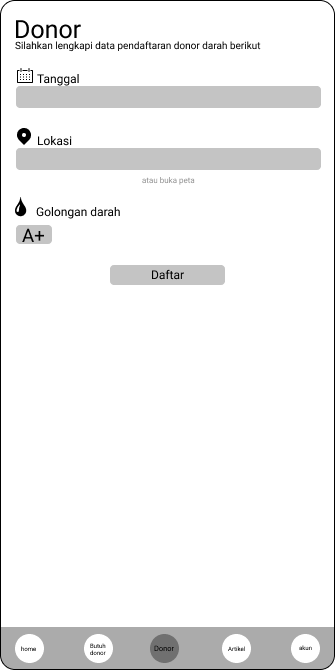 Donor
Silahkan lengkapi data pendaftaran donor darah berikut
Tanggal
Lokasi
atau buka peta
Golongan darah
A+
Daftar
home
Butuh
donor
Donor
Artikel
akun